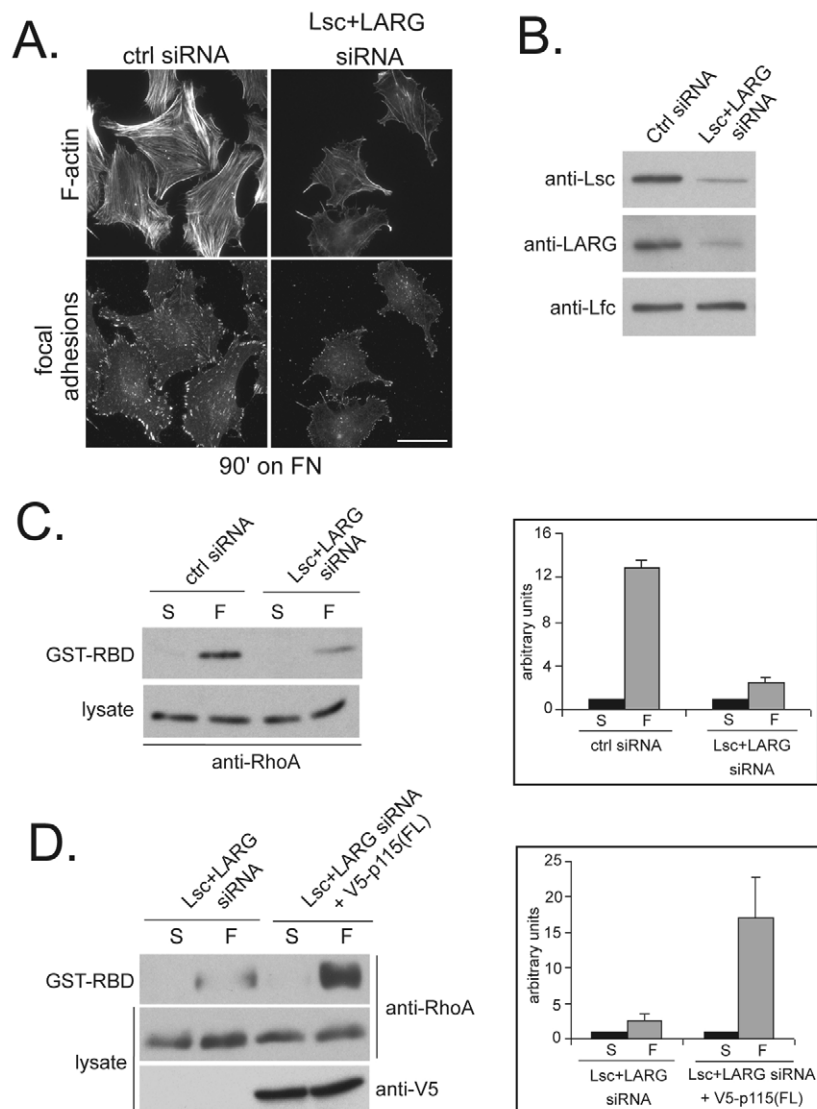 A.
ctrl siRNA
Lsc+LARG
siRNA
F-actin
focal
adhesions
90' on FN
B.
Ctrl siRNA
Lsc+LARG
siRNA
anti-Lsc
anti-LARG
anti-Lfc
C.
ctrl siRNA
Lsc+LARG
siRNA
S F S F
GST-RBD
lysate
anti-RhoA
arbitrary units
16
12
8
4
0
S F S F
ctrl siRNA
Lsc+LARG
siRNA
D.
Lsc+LARG
siRNA
Lsc+LARG siRNA
+ V5-p115(FL)
S F S F
GST-RBD
anti-RhoA
lysate
anti-V5
arbitrary units
25
20
15
10
5
0
S F S F
Lsc+LARG
siRNA
Lsc+LARG siRNA
+ V5-p115(FL)